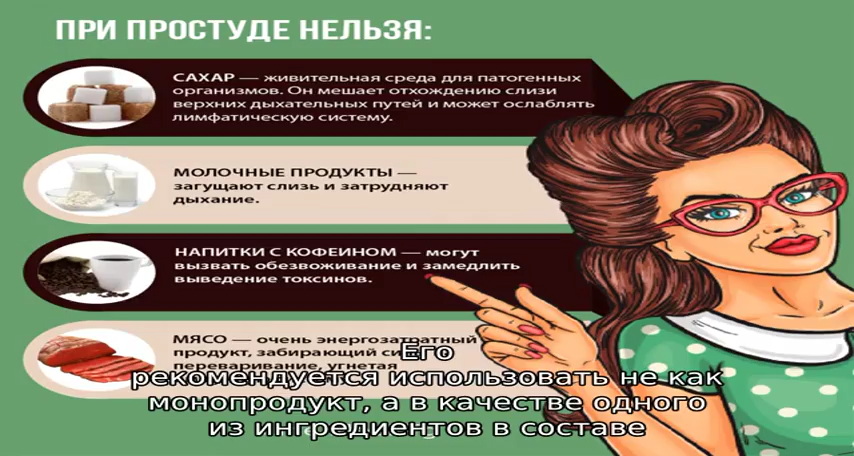 ПРИ ПРОСТУДЕ НЕЛЬЗЯ:
САХАР — живительная среда для патогенных
организмов. Он мешает отхождению слизи
верхних дыхательных путей и может ослаблять
лимфатическую систему.
МОЛОЧНЫЕ ПРОДУКТЫ —
загущают слизь и затрудняют
дыхание.
НАПИТКИ С КОФЕИНОМ — могут
вызвать обезвоживание и замедлить
выведение токсинов.
МЯСО — очень энергозатратный
продукт, забирающий
переваривание, угнетая
Его
рекомендуется использовать не как
монопродукт, а в качестве одного
из ингредиентов в составе